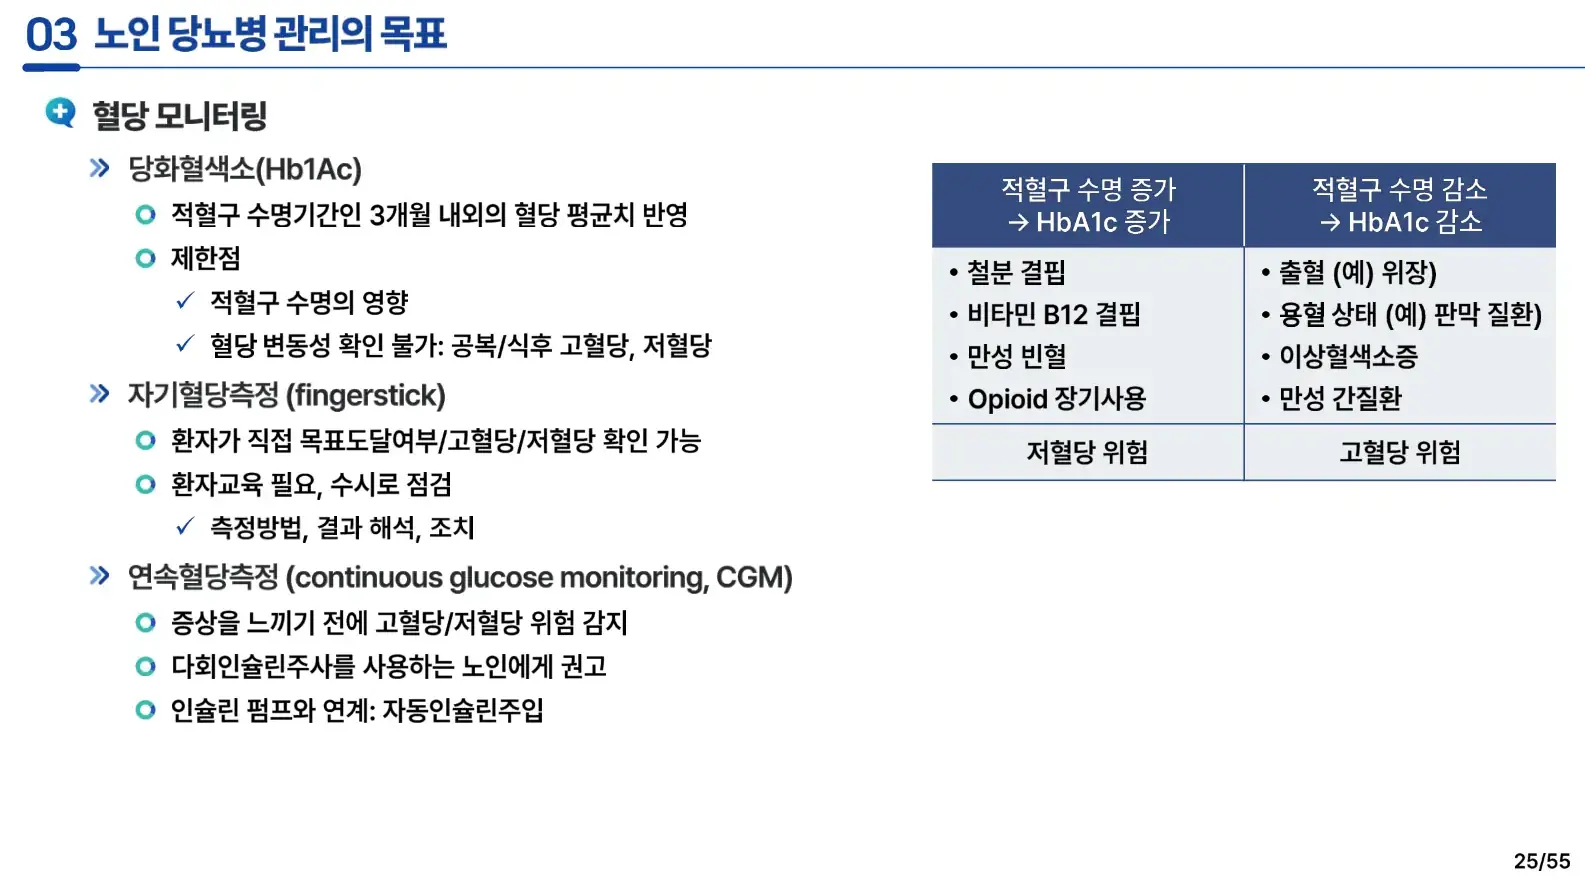 03 노인 당뇨병 관리의 목표
혈당 모니터링
당화혈색소(Hb1Ac)
적혈구 수명기간인 3개월 내외의 혈당 평균치 반영
제한점
적혈구 수명의 영향
혈당 변동성 확인 불가: 공복/식후 고혈당, 저혈당
자기혈당측정 (fingerstick)
환자가 직접 목표도달여부/고혈당/저혈당 확인 가능
환자교육 필요, 수시로 점검
측정방법, 결과 해석, 조치
연속혈당측정 (continuous glucose monitoring, CGM)
증상을 느끼기 전에 고혈당/저혈당 위험 감지
다회인슐린주사를 사용하는 노인에게 권고
인슐린 펌프와 연계: 자동인슐린주입
적혈구 수명 증가
→ HbA1c 증가
적혈구 수명 감소
→ HbA1c 감소
• 철분 결핍
• 비타민 B12 결핍
• 만성 빈혈
• Opioid 장기사용
• 출혈 (예) 위장)
• 용혈 상태 (예) 판막 질환)
• 이상혈색소증
• 만성 간질환
저혈당 위험
고혈당 위험
25/55